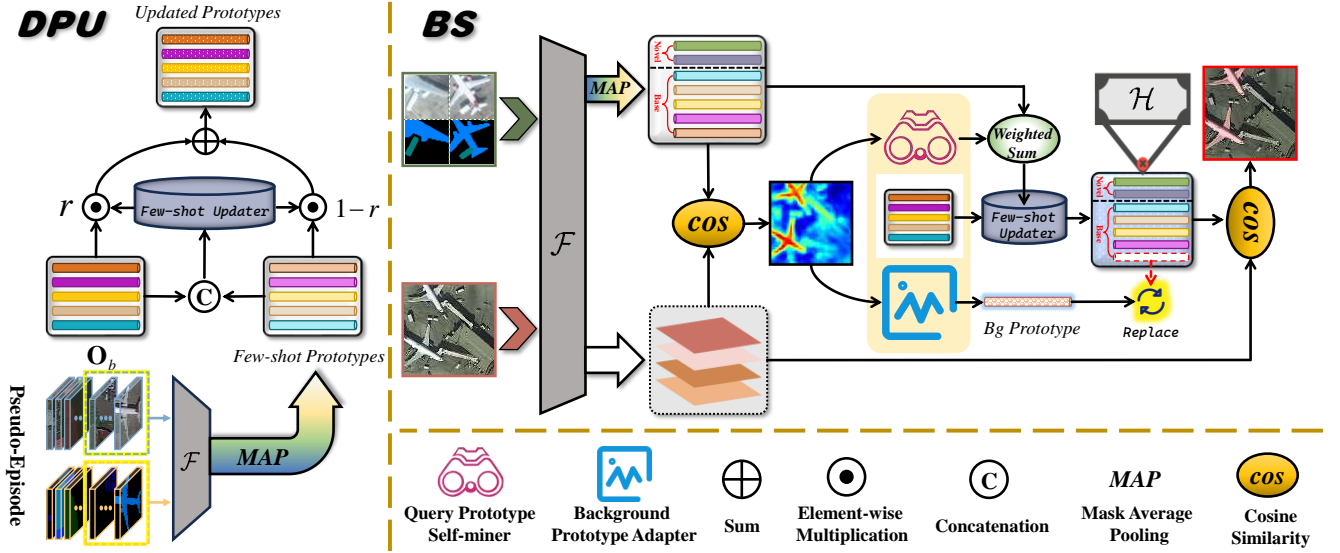 DPU
Updated Prototypes
r
Few-shot Updater
1−r
C
O_b
Few-shot Prototypes
Pseudo-Episode
F
MAP
BS
F
MAP
Novel
Base
cos
Weighted
Sum
Few-shot
Updater
Bg Prototype
H
Novel
Base
Replace
cos
Query Prototype
Self-miner
Background
Prototype Adapter
Sum
Element-wise
Multiplication
C
Concatenation
MAP
Mask Average
Pooling
cos
Cosine
Similarity